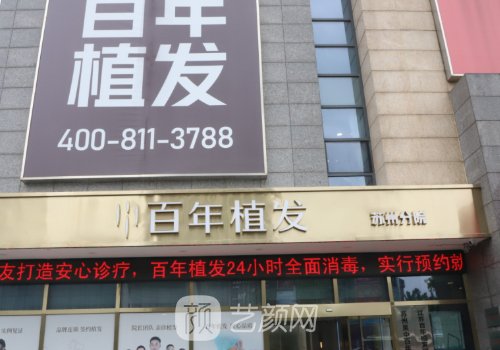 百年
植发
400-811-3788
百年植发 苏州分院
友打造安心诊疗，百年植发24小时全面消毒，实行预约就
颜 艺颜网